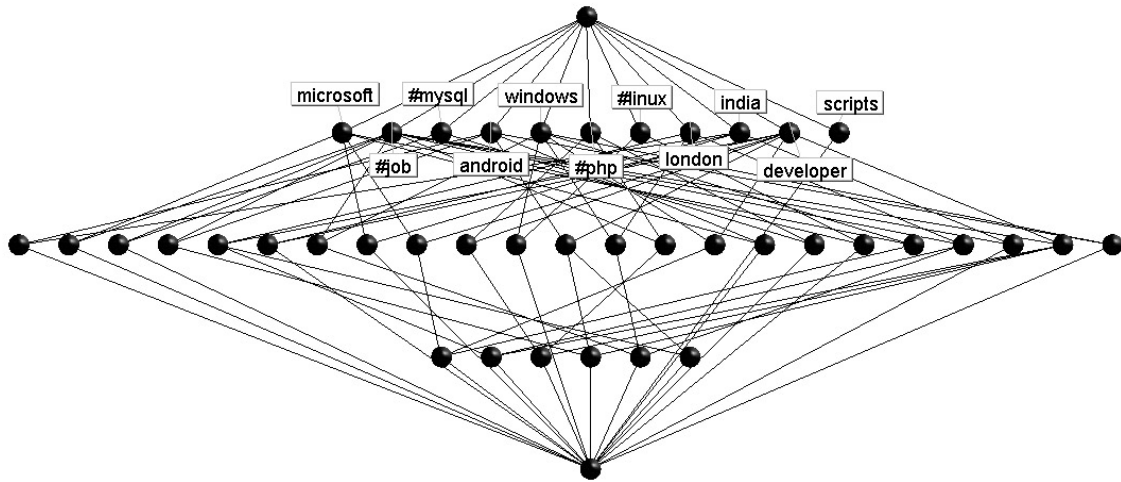 microsoft
#mysql
windows
#linux
india
scripts
#job
android
#php
london
developer